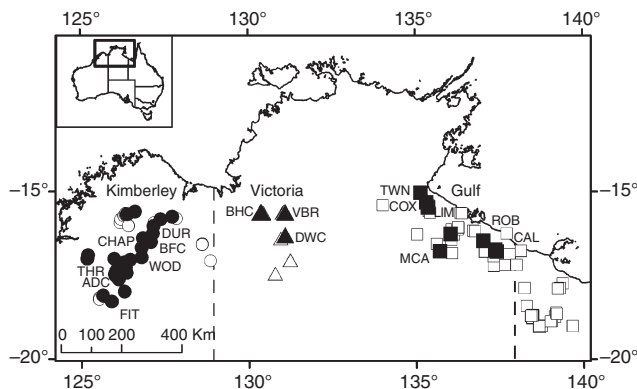 125° 130° 135° 140°
–15° –15°
Kimberley Victoria Gulf
TWN
BHC VBR COX LIM
ROB
DUR
CHAP DWC CAL
BFC
MCA
WOD
THR
ADC
FIT
0 100 200 400 Km
–20° –20°
125° 130° 135° 140°